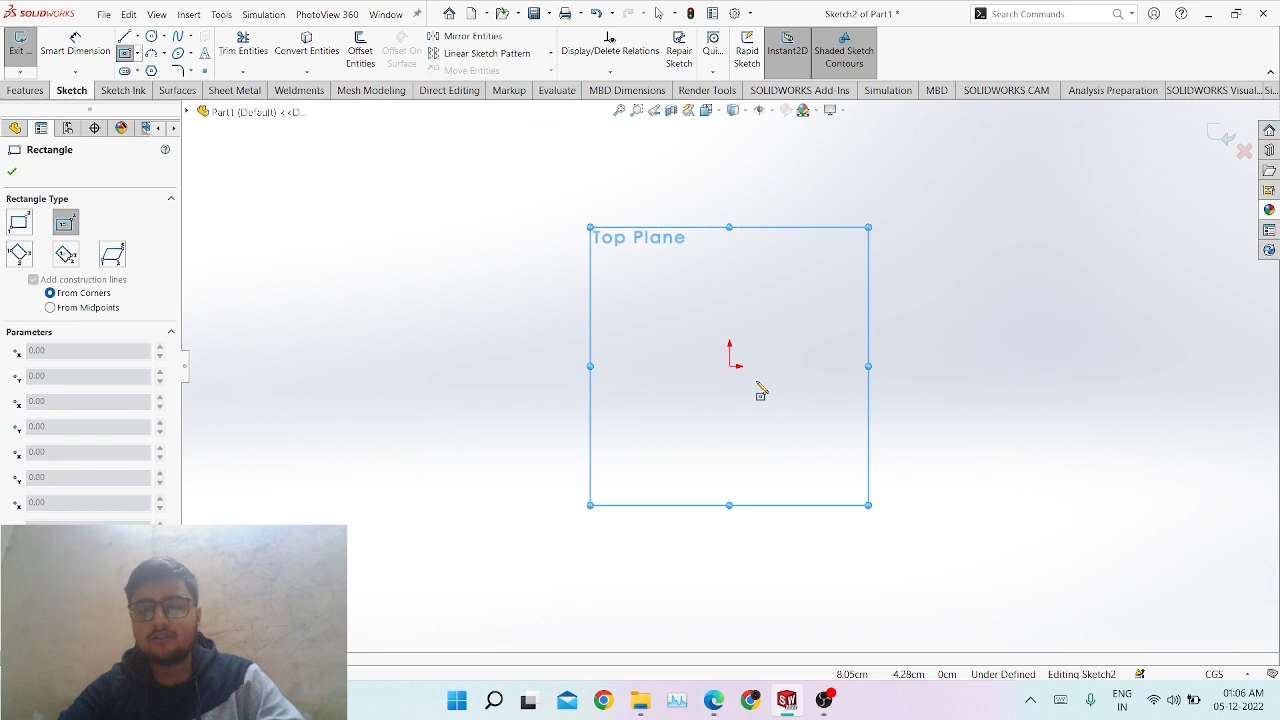 SOLIDWORKS File Edit View Insert Tools Simulation PhotoView 360 Window Sketch2 of Part1 * Search Commands
Exit ... Smart Dimension Trim Entities Convert Entities Offset Entities Offset On Surface Mirror Entities Linear Sketch Pattern Move Entities Display/Delete Relations Repair Sketch Qui... Rapid Sketch Instant2D Shaded Sketch Contours
Features Sketch Sketch Ink Surfaces Sheet Metal Weldments Mesh Modeling Direct Editing Markup Evaluate MBD Dimensions Render Tools SOLIDWORKS Add-Ins Simulation MBD SOLIDWORKS CAM Analysis Preparation SOLIDWORKS Visual... Si...
Part1 (Default) <<D...
Rectangle
Rectangle Type
Add construction lines
From Corners
From Midpoints
Parameters
0.00
0.00
0.00
0.00
0.00
0.00
0.00
Top Plane
8.05cm -4.28cm 0cm Under Defined Editing Sketch2 CGS
ENG
IN
01:06 AM
05-12-2022